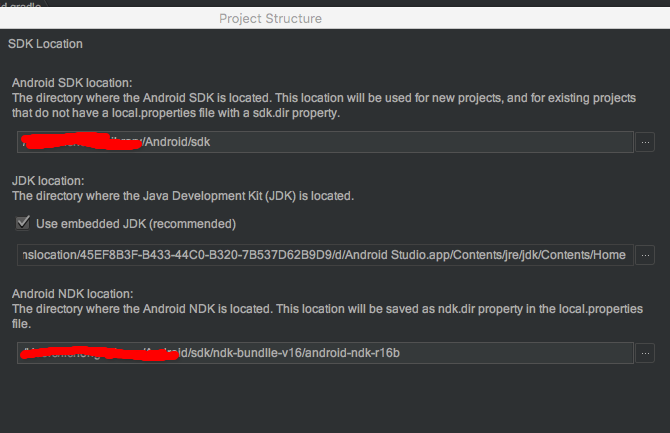 d.gradle
Project Structure
SDK Location
Android SDK location:
The directory where the Android SDK is located. This location will be used for new projects, and for existing projects
that do not have a local.properties file with a sdk.dir property.
/Android/sdk
...
JDK location:
The directory where the Java Development Kit (JDK) is located.
Use embedded JDK (recommended)
nslocation/45EF8B3F-B433-44C0-B320-7B537D62B9D9/d/Android Studio.app/Contents/jre/jdk/Contents/Home
...
Android NDK location:
The directory where the Android NDK is located. This location will be saved as ndk.dir property in the local.properties
file.
/sdk/ndk-bundlle-v16/android-ndk-r16b
...